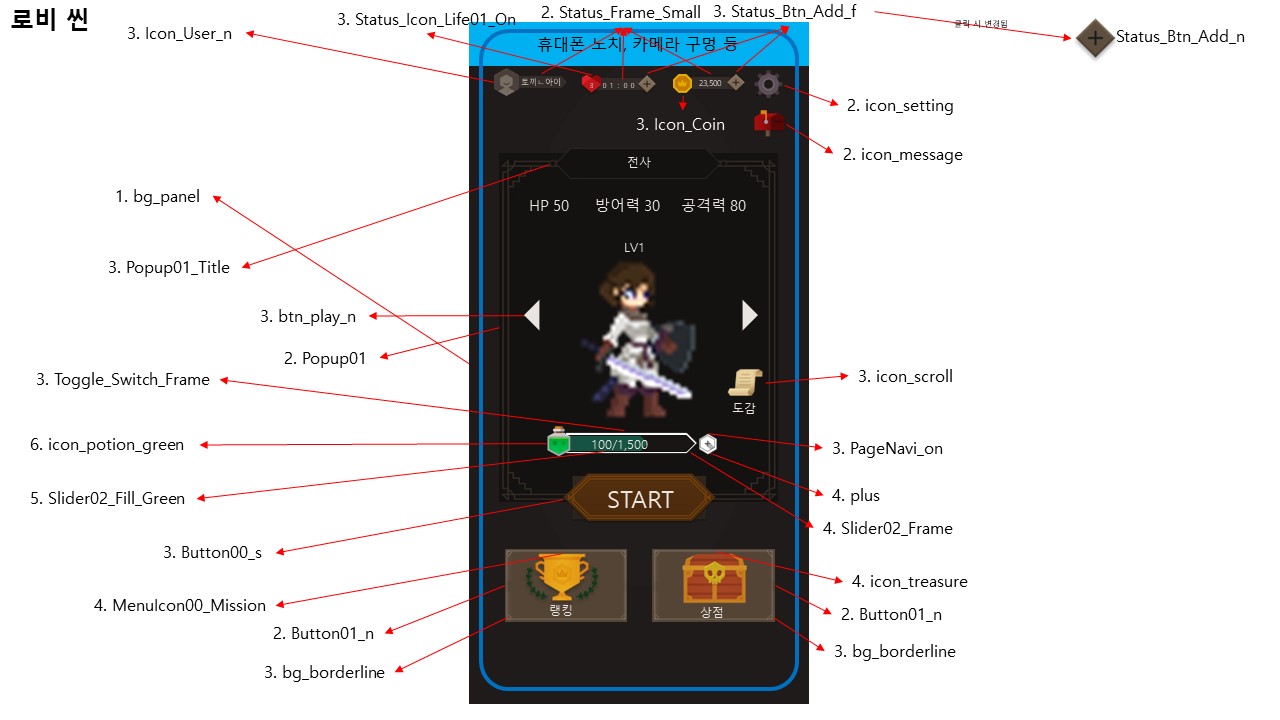 로비 씬
2. Status_Frame_Small
3. Status_Btn_Add_f
3. Status_Icon_Life01_On
클릭 시 변경됨
3. Icon_User_n
Status_Btn_Add_n
휴대폰 노치, 카메라 구멍 등
토끼ㄴ아이
3
01:00
23,500
2. icon_setting
3. Icon_Coin
2. icon_message
전사
1. bg_panel
HP 50
방어력 30
공격력 80
LV1
3. Popup01_Title
3. btn_play_n
2. Popup01
3. Toggle_Switch_Frame
3. icon_scroll
도감
6. icon_potion_green
100/1,500
3. PageNavi_on
5. Slider02_Fill_Green
START
4. plus
4. Slider02_Frame
3. Button00_s
4. icon_treasure
4. MenuIcon00_Mission
랭킹
상점
2. Button01_n
2. Button01_n
3. bg_borderline
3. bg_borderline